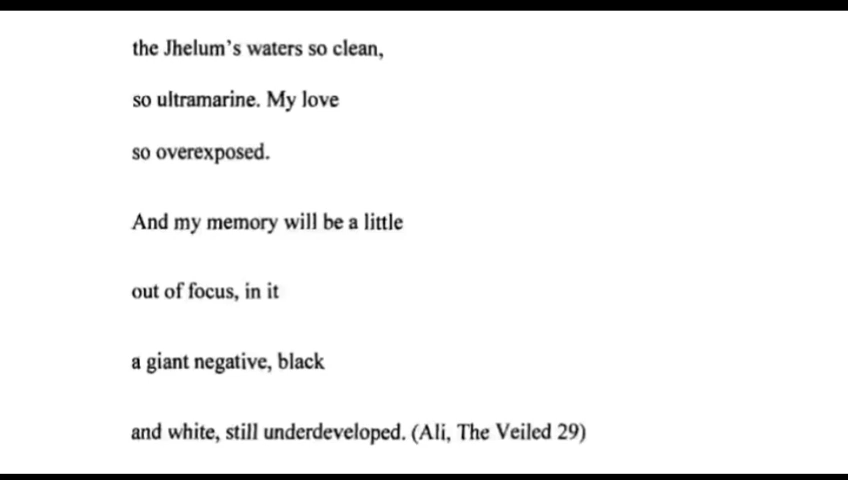 the Jhelum’s waters so clean,
so ultramarine. My love
so overexposed.
And my memory will be a little
out of focus, in it
a giant negative, black
and white, still underdeveloped. (Ali, The Veiled 29)